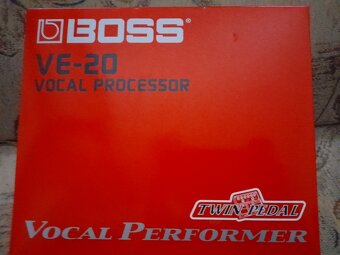 BOSS®
VE-20
VOCAL PROCESSOR
TWIN PEDAL
VOCAL PERFORMER